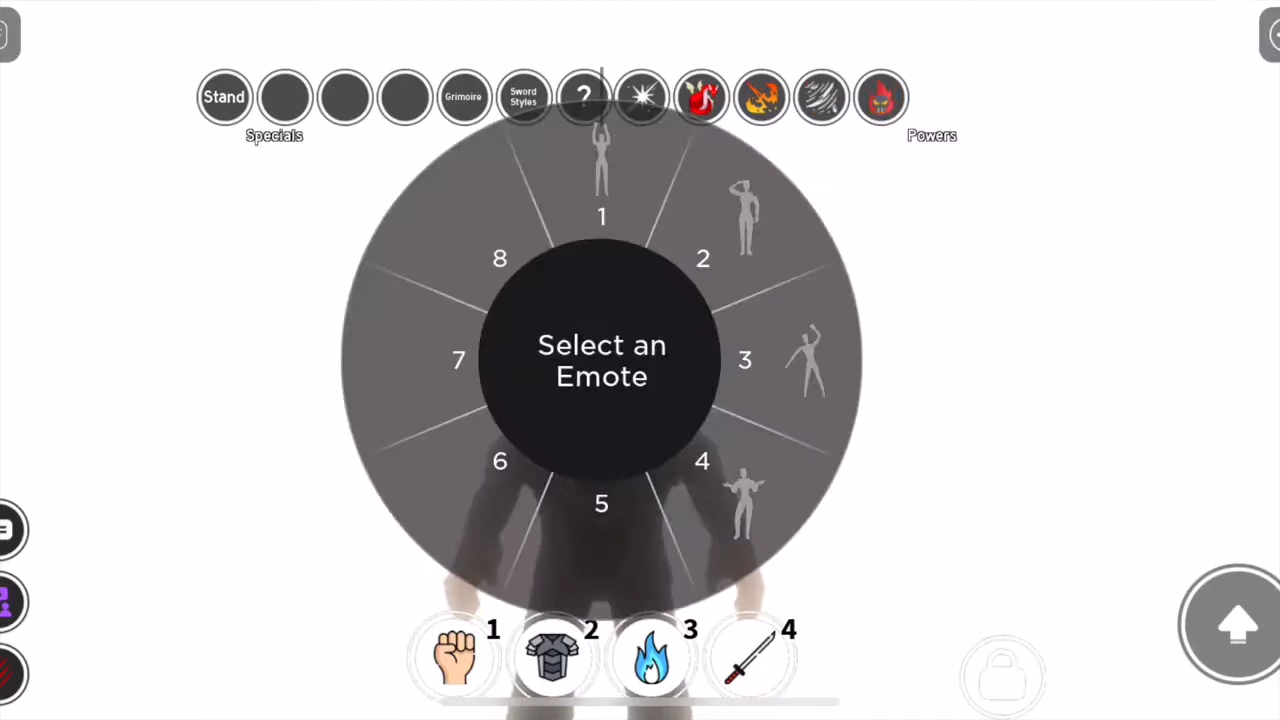 Stand
Grimoire
Sword
Styles
?
Specials
Powers
1
8
2
Select an
Emote
7
3
6
4
5
1
2
3
4